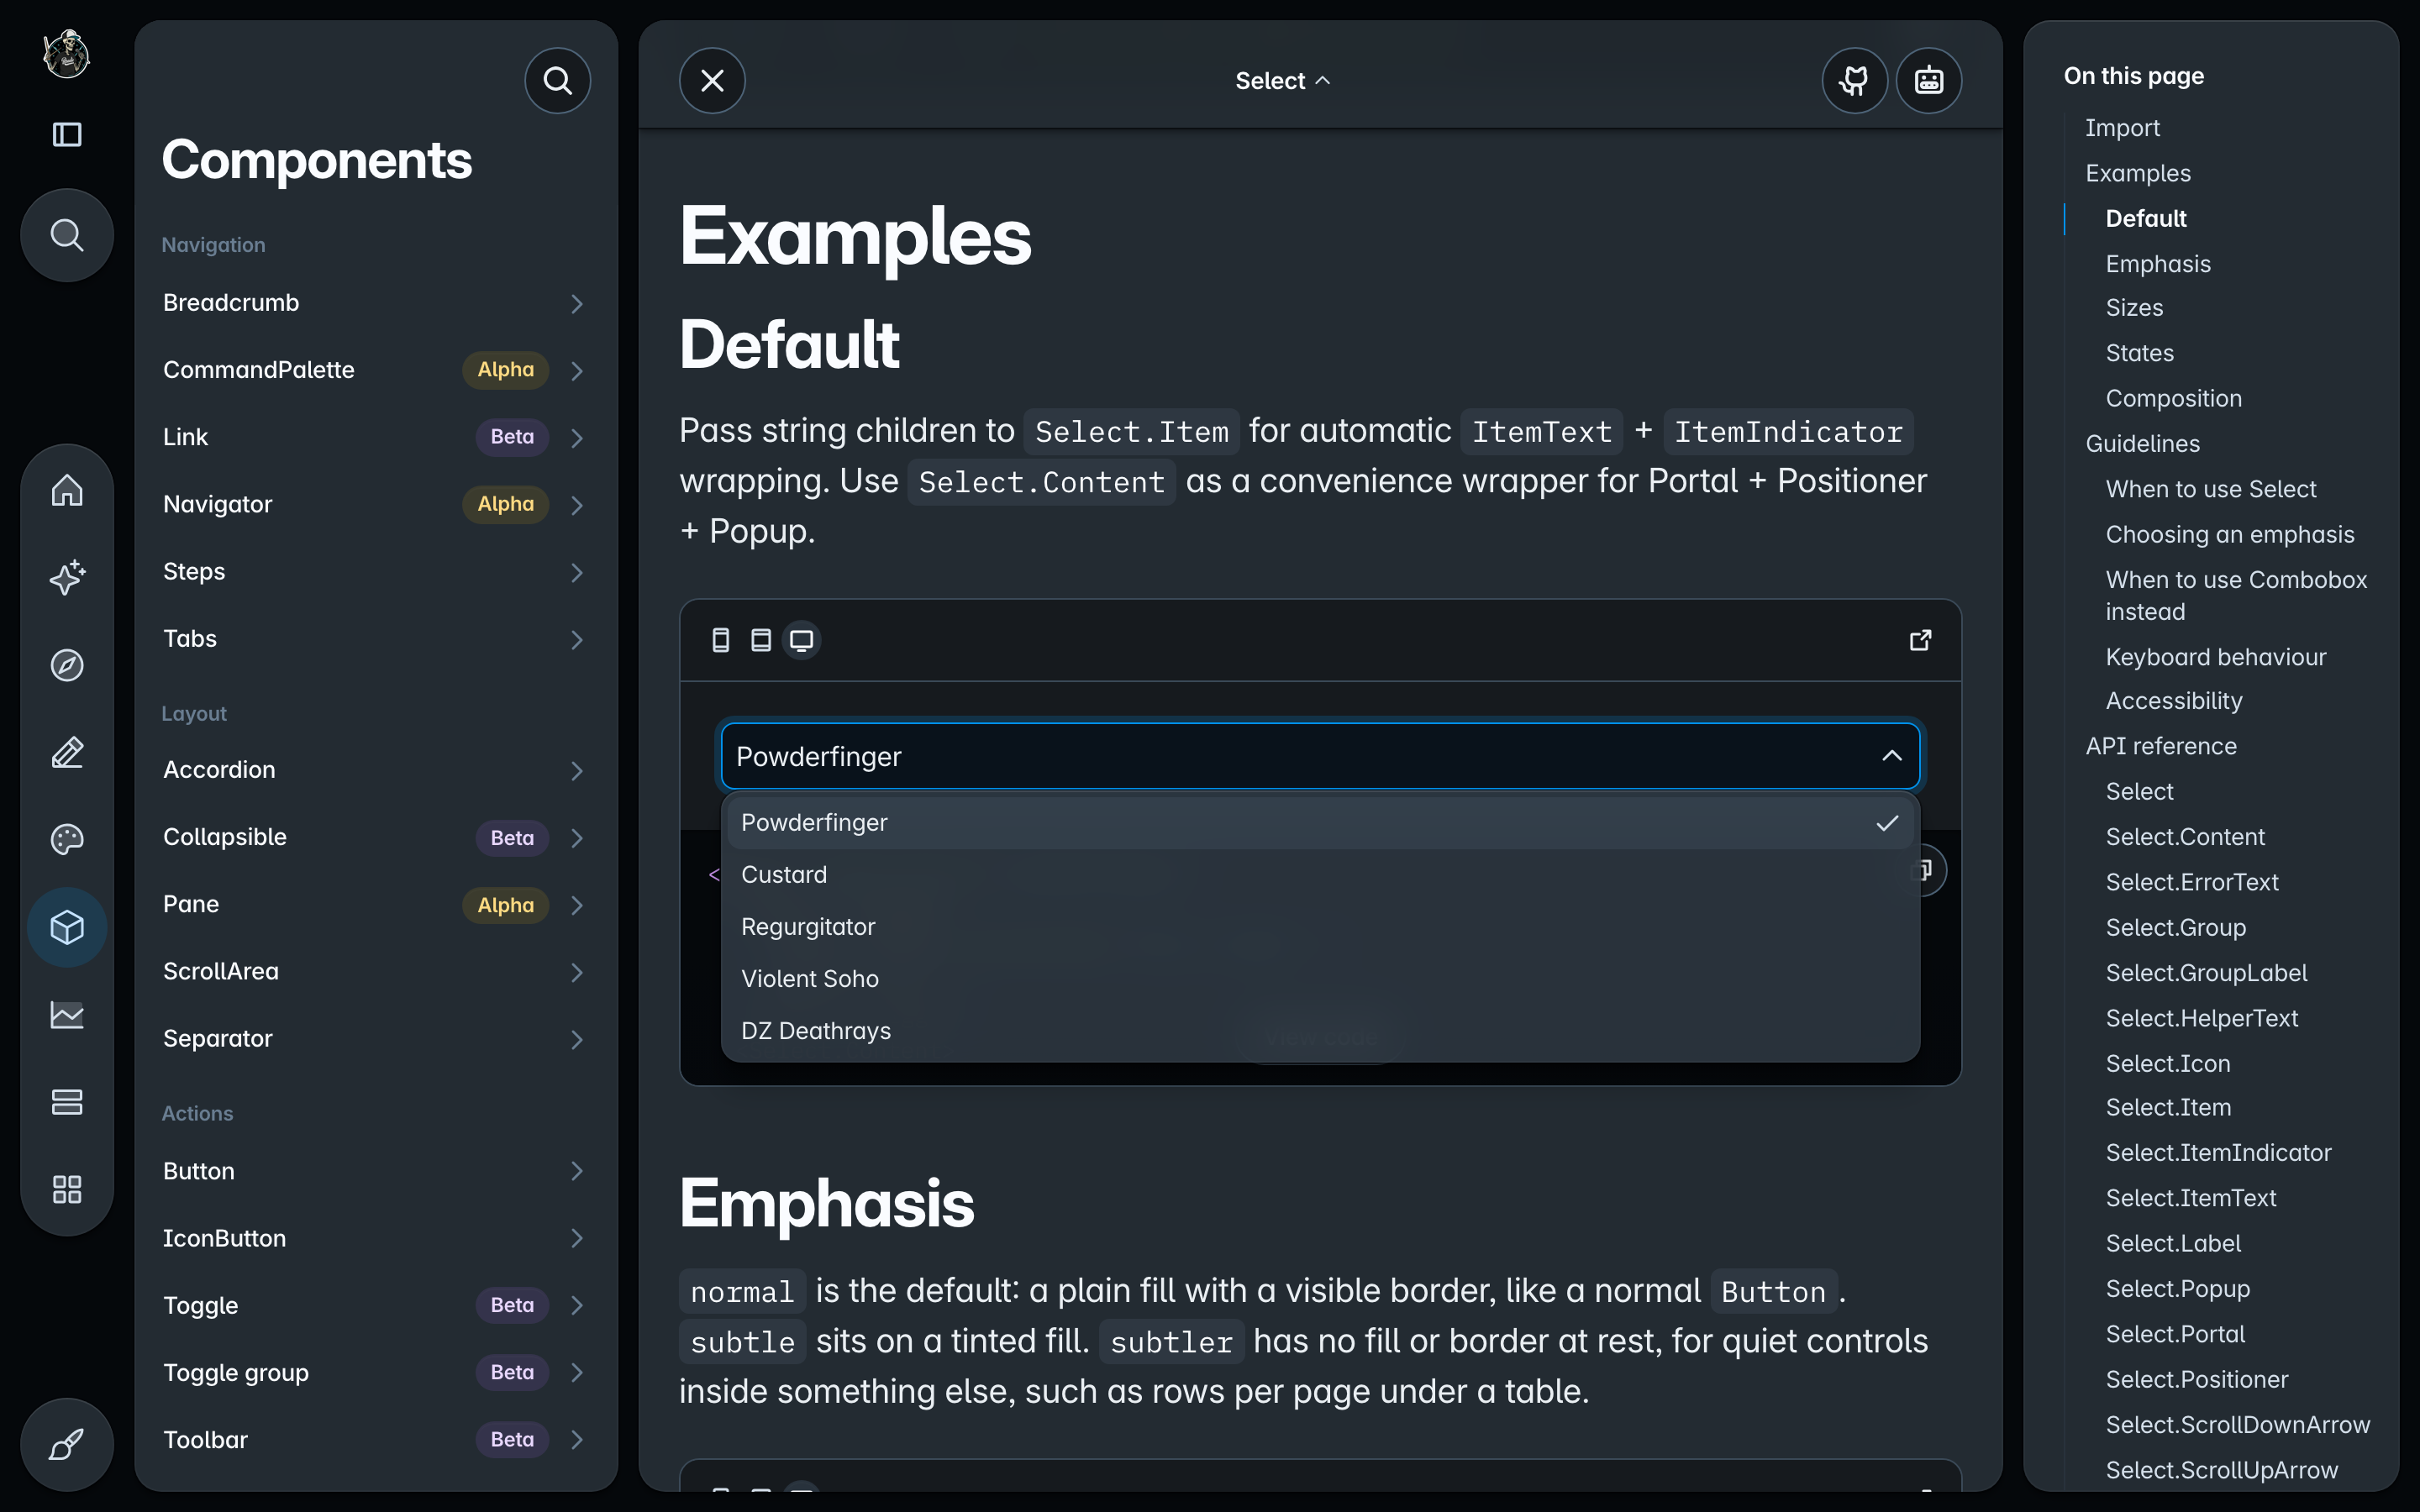 Components
Navigation
Breadcrumb
CommandPalette Alpha
Link Beta
Navigator Alpha
Steps
Tabs
Layout
Accordion
Collapsible Beta
Pane Alpha
ScrollArea
Separator
Actions
Button
IconButton
Toggle Beta
Toggle group Beta
Toolbar Beta
Select
Examples
Default
Pass string children to Select.Item for automatic ItemText + ItemIndicator
wrapping. Use Select.Content as a convenience wrapper for Portal + Positioner
+ Popup.
Powderfinger
Powderfinger
<
Custard
Regurgitator
Violent Soho
DZ Deathrays
Emphasis
normal is the default: a plain fill with a visible border, like a normal Button.
subtle sits on a tinted fill. subtler has no fill or border at rest, for quiet controls
inside something else, such as rows per page under a table.
On this page
Import
Examples
Default
Emphasis
Sizes
States
Composition
Guidelines
When to use Select
Choosing an emphasis
When to use Combobox
instead
Keyboard behaviour
Accessibility
API reference
Select
Select.Content
Select.ErrorText
Select.Group
Select.GroupLabel
Select.HelperText
Select.Icon
Select.Item
Select.ItemIndicator
Select.ItemText
Select.Label
Select.Popup
Select.Portal
Select.Positioner
Select.ScrollDownArrow
Select.ScrollUpArrow